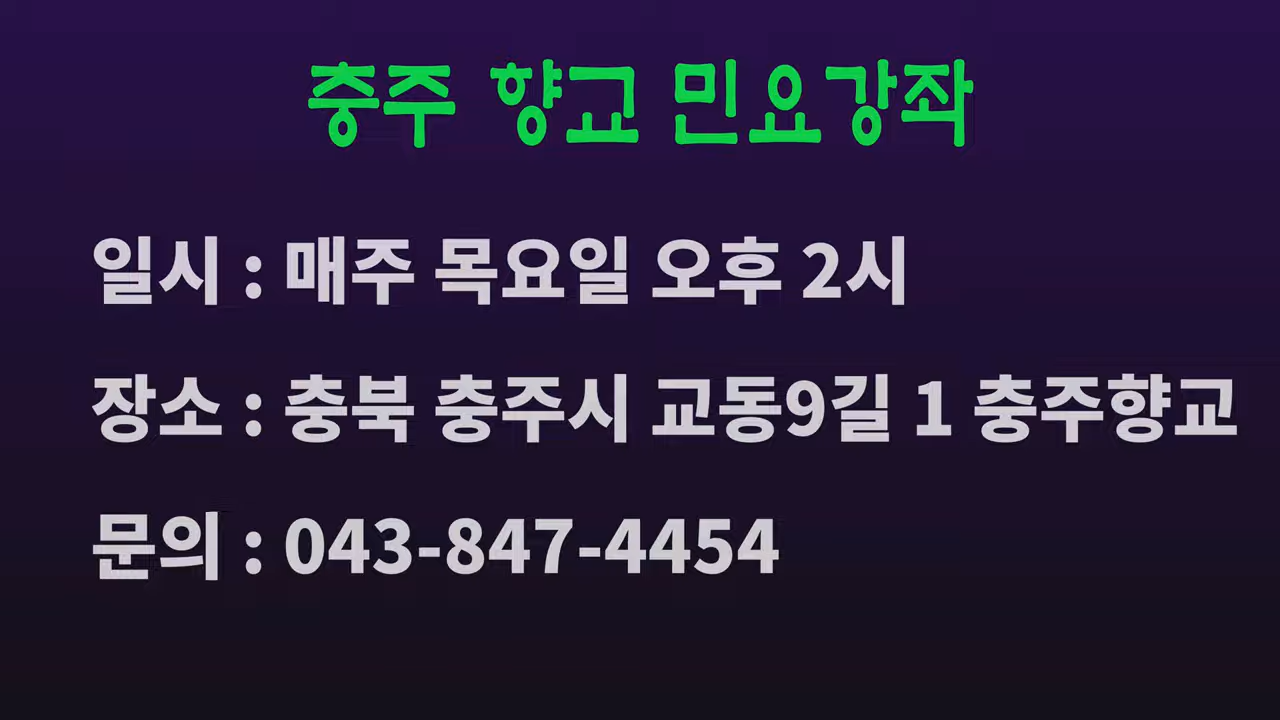 충주 향교 민요강좌
일시 : 매주 목요일 오후 2시
장소 : 충북 충주시 교동9길 1 충주향교
문의 : 043-847-4454